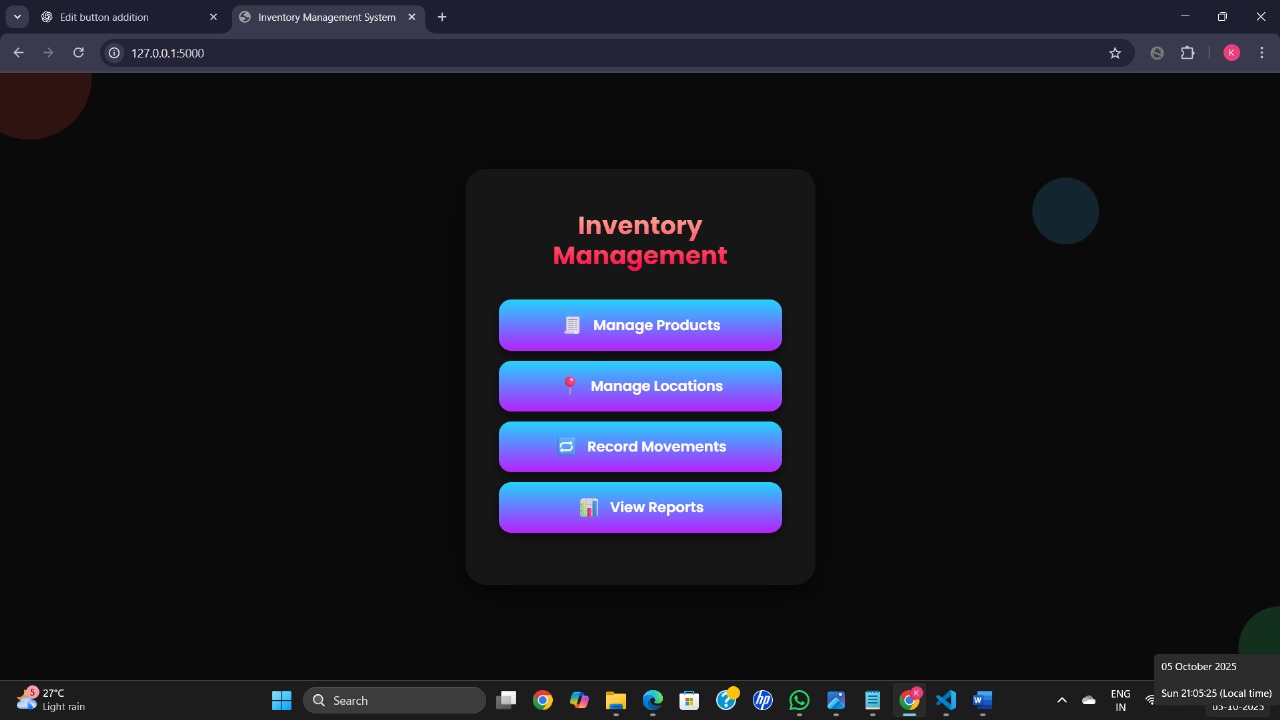 Edit button addition
Inventory Management System
127.0.0.1:5000
K
Inventory
Management
Manage Products
Manage Locations
Record Movements
View Reports
05 October 2025
Sun 21:05:25 (Local time)
5
27°C
Light rain
Search
hp
K
ENG
IN
05-10-2025